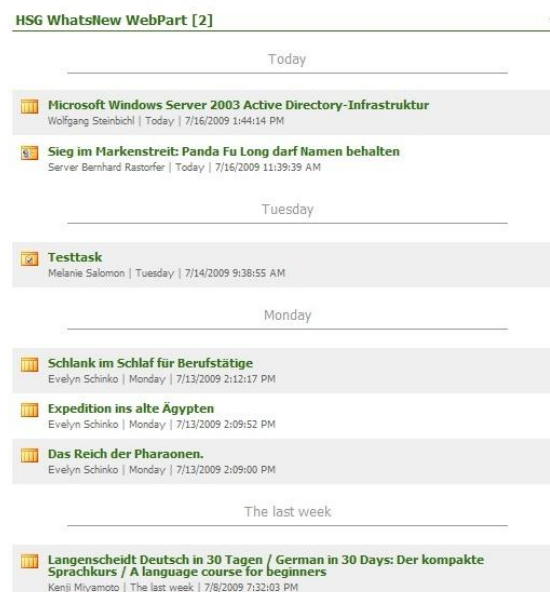 HSG WhatsNew WebPart [2]
Today
Microsoft Windows Server 2003 Active Directory-Infrastruktur
Wolfgang Steinbichl | Today | 7/16/2009 1:44:14 PM
Sieg im Markenstreit: Panda Fu Long darf Namen behalten
Server Bernhard Rastorfer | Today | 7/16/2009 11:39:39 AM
Tuesday
Testtask
Melanie Salomon | Tuesday | 7/14/2009 9:38:55 AM
Monday
Schlank im Schlaf für Berufstätige
Evelyn Schinko | Monday | 7/13/2009 2:12:17 PM
Expedition ins alte Ägypten
Evelyn Schinko | Monday | 7/13/2009 2:09:52 PM
Das Reich der Pharaonen.
Evelyn Schinko | Monday | 7/13/2009 2:09:00 PM
The last week
Langenscheidt Deutsch in 30 Tagen / German in 30 Days: Der kompakte
Sprachkurs / A language course for beginners
Kenji Miyamoto | The last week | 7/8/2009 7:32:03 PM